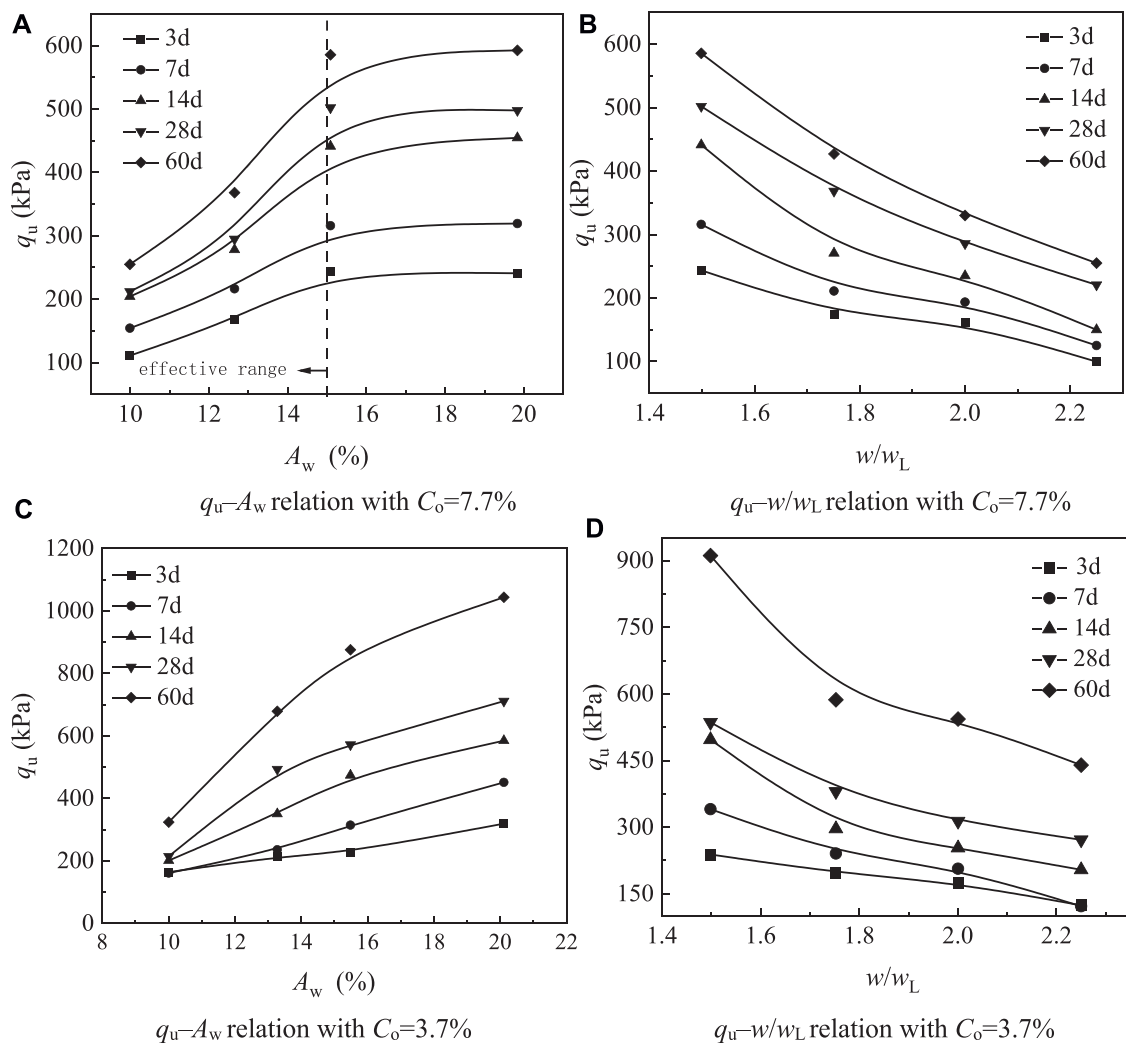 A
3d
7d
14d
28d
60d
600
500
400
300
200
100
qu (kPa)
effective range
10 12 14 16 18 20
Aw (%)
qu–Aw relation with Co=7.7%
B
3d
7d
14d
28d
60d
600
500
400
300
200
100
qu (kPa)
1.4 1.6 1.8 2.0 2.2
w/wL
qu–w/wL relation with Co=7.7%
C
3d
7d
14d
28d
60d
1200
1000
800
600
400
200
0
qu (kPa)
8 10 12 14 16 18 20 22
Aw (%)
qu–Aw relation with Co=3.7%
D
3d
7d
14d
28d
60d
900
750
600
450
300
150
qu (kPa)
1.4 1.6 1.8 2.0 2.2
w/wL
qu–w/wL relation with Co=3.7%